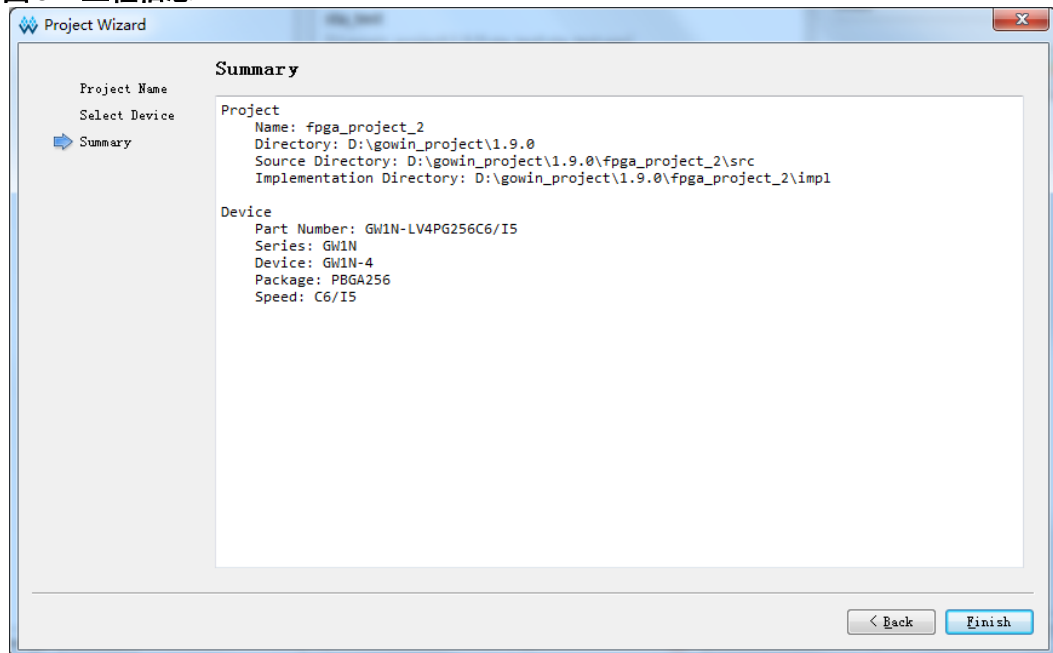 Project Wizard
Summary
Project Name
Select Device
Summary
Project
Name: fpga_project_2
Directory: D:\gowin_project\1.9.0
Source Directory: D:\gowin_project\1.9.0\fpga_project_2\src
Implementation Directory: D:\gowin_project\1.9.0\fpga_project_2\impl
Device
Part Number: GW1N-LV4PG256C6/I5
Series: GW1N
Device: GW1N-4
Package: PBGA256
Speed: C6/I5
< Back
Finish